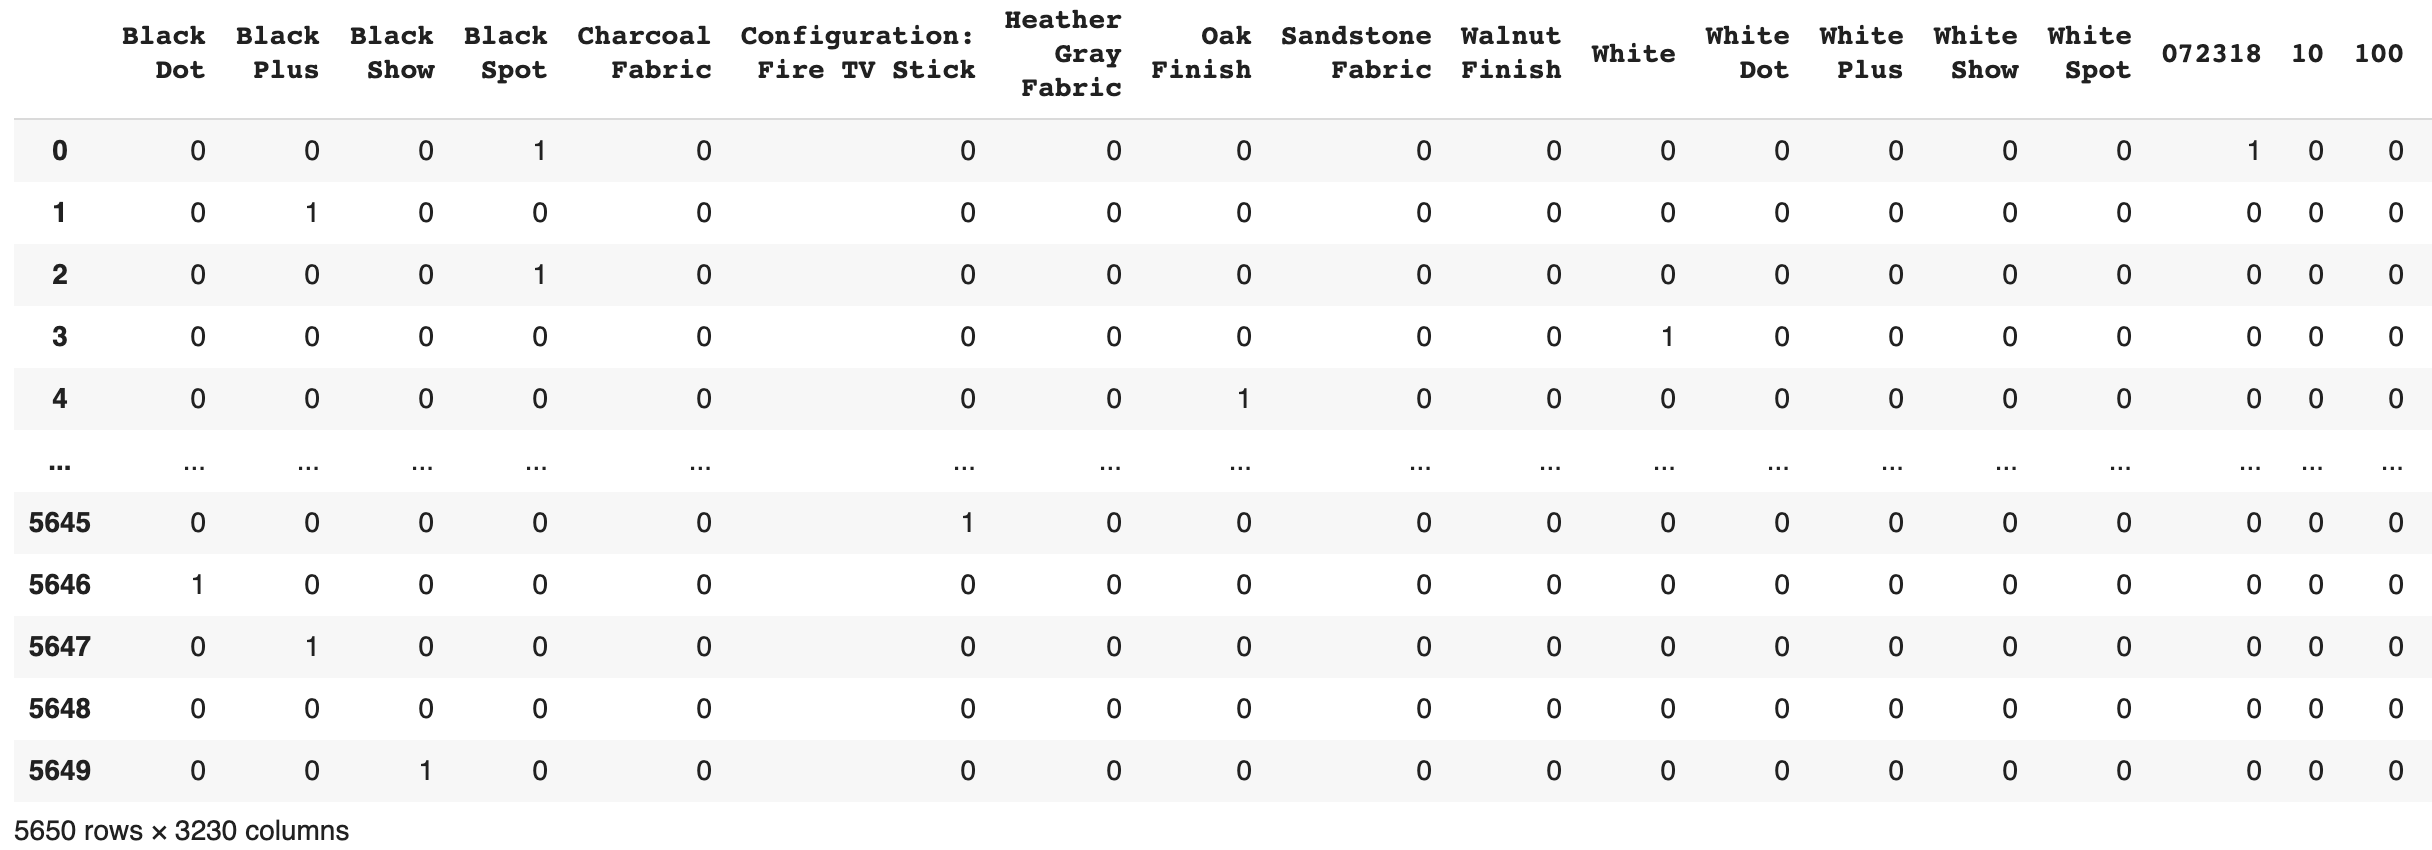 Black Dot Black Plus Black Show Black Spot Charcoal Fabric Configuration: Fire TV Stick Heather Gray Fabric Oak Finish Sandstone Fabric Walnut Finish White White Dot White Plus White Show White Spot 072318 10 100
0 0 0 0 1 0 0 0 0 0 0 0 0 0 0 0 1 0 0
1 0 1 0 0 0 0 0 0 0 0 0 0 0 0 0 0 0 0
2 0 0 0 1 0 0 0 0 0 0 0 0 0 0 0 0 0 0
3 0 0 0 0 0 0 0 0 0 0 1 0 0 0 0 0 0 0
4 0 0 0 0 0 0 0 1 0 0 0 0 0 0 0 0 0 0
... ... ... ... ... ... ... ... ... ... ... ... ... ... ... ... ... ... ...
5645 0 0 0 0 0 1 0 0 0 0 0 0 0 0 0 0 0 0
5646 1 0 0 0 0 0 0 0 0 0 0 0 0 0 0 0 0 0
5647 0 1 0 0 0 0 0 0 0 0 0 0 0 0 0 0 0 0
5648 0 0 0 0 0 0 0 0 0 0 0 0 0 0 0 0 0 0
5649 0 0 1 0 0 0 0 0 0 0 0 0 0 0 0 0 0 0
5650 rows × 3230 columns